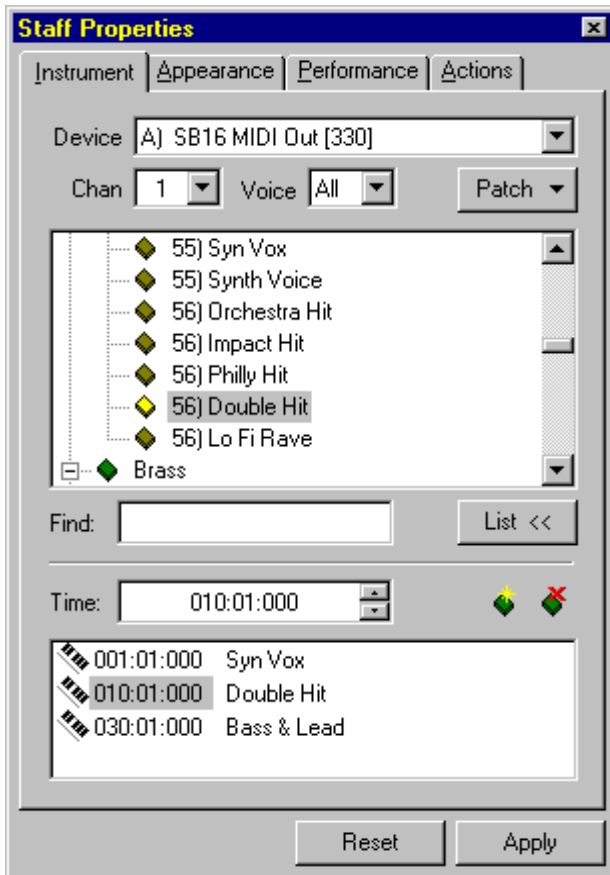 Staff Properties
Instrument Appearance Performance Actions
Device A) SB16 MIDI Out [330]
Chan 1 Voice All Patch
55) Syn Vox
55) Synth Voice
56) Orchestra Hit
56) Impact Hit
56) Philly Hit
56) Double Hit
56) Lo Fi Rave
Brass
Find: List <<
Time: 010:01:000
001:01:000 Syn Vox
010:01:000 Double Hit
030:01:000 Bass & Lead
Reset Apply